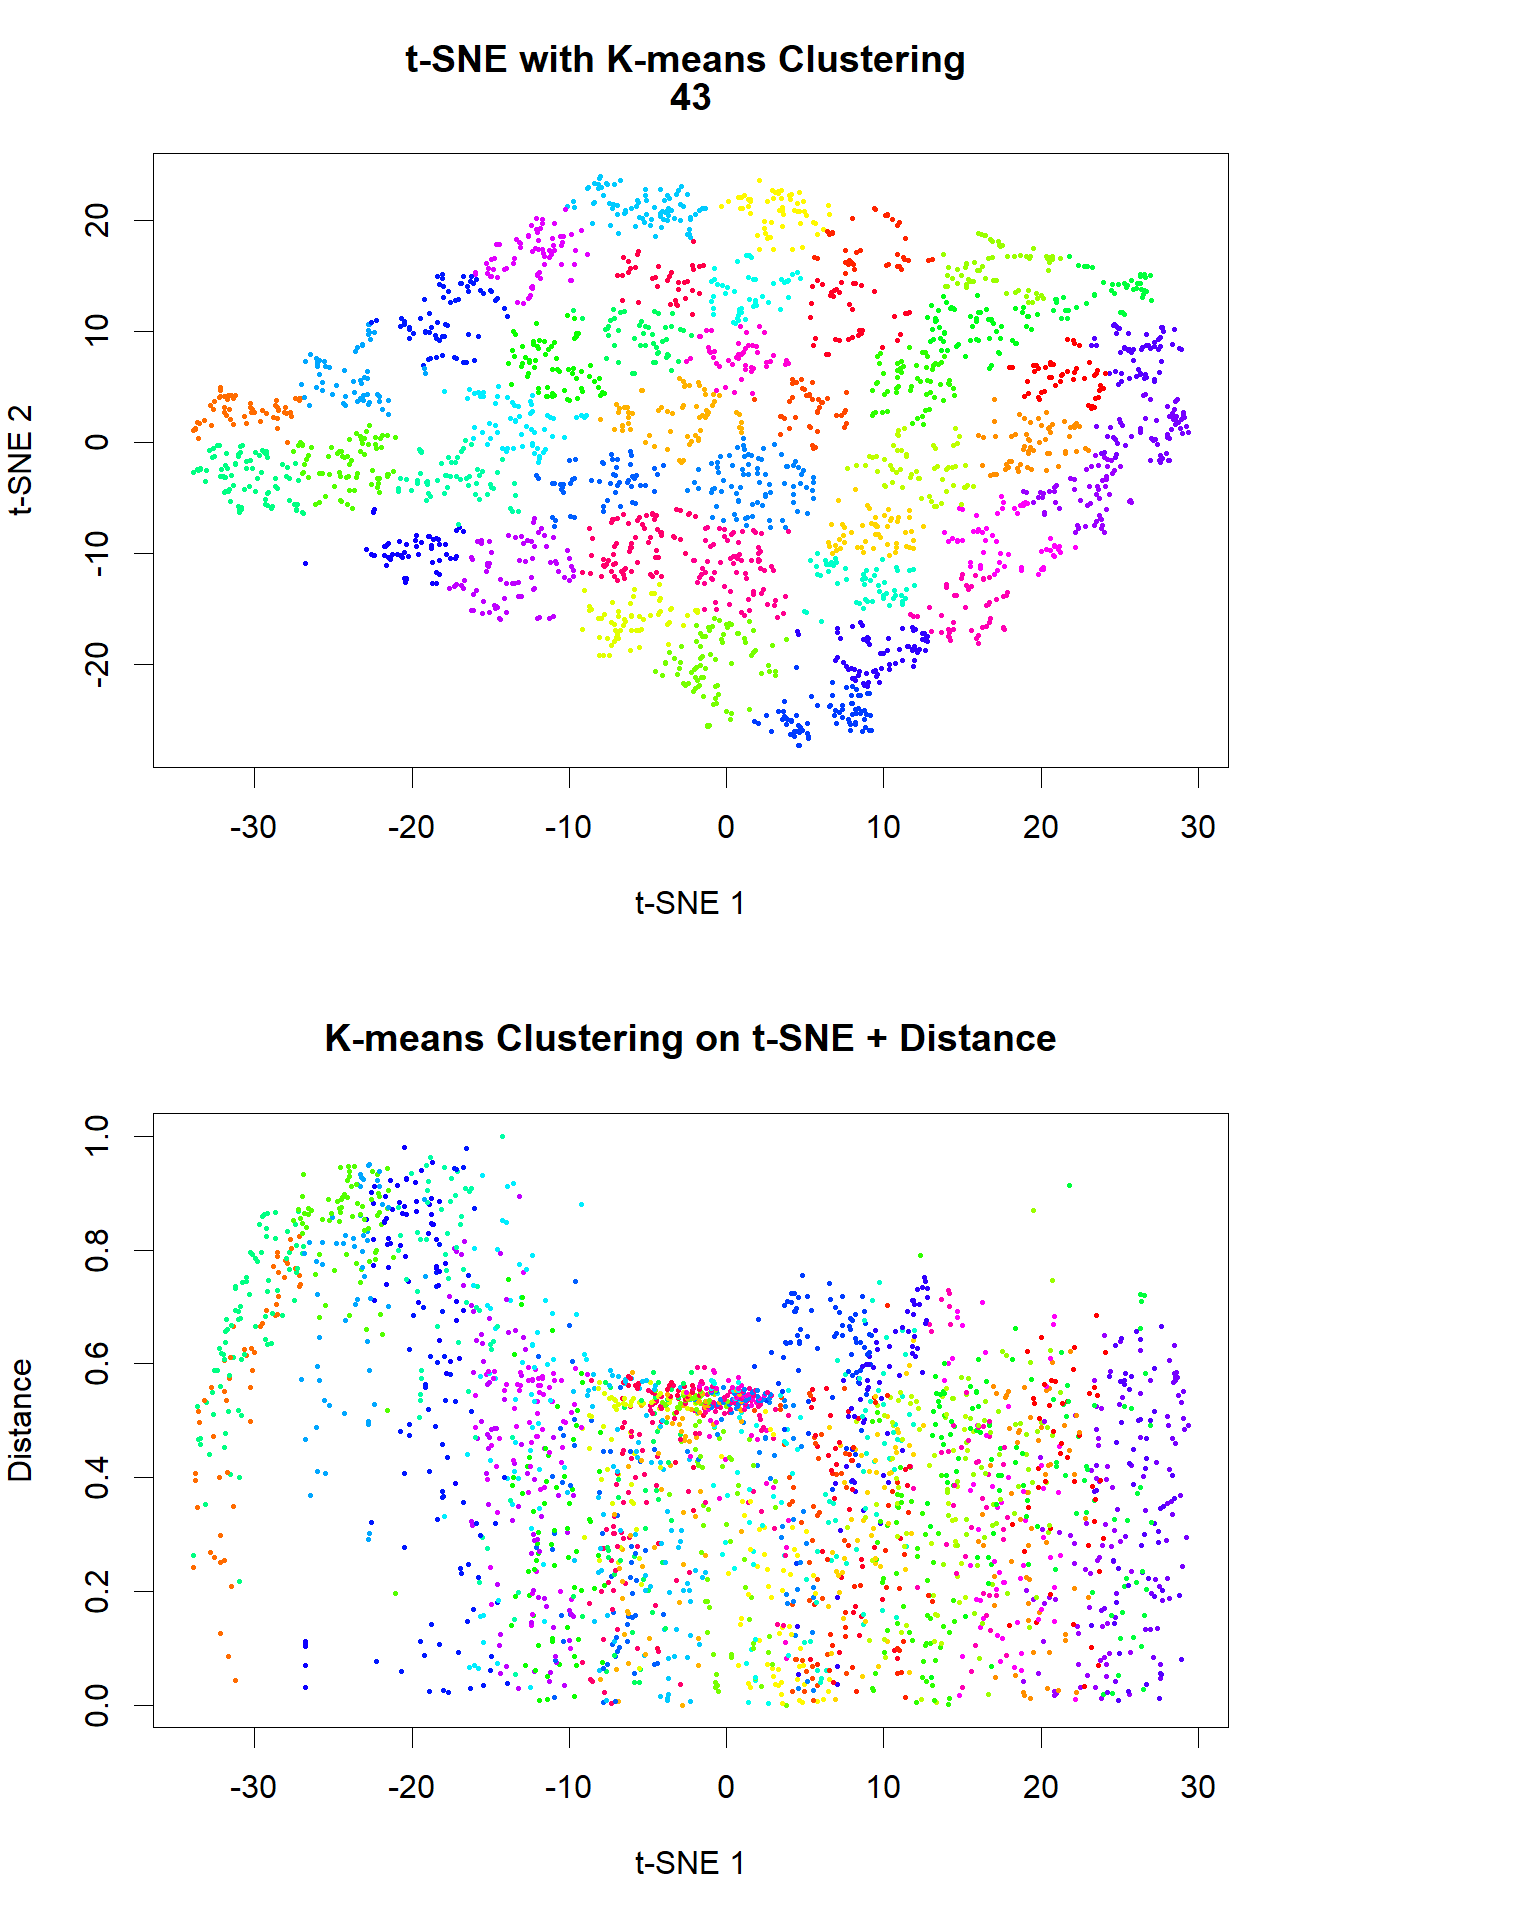 t-SNE with K-means Clustering
43
20
10
0
-10
-20
t-SNE 2
-30 -20 -10 0 10 20 30
t-SNE 1
K-means Clustering on t-SNE + Distance
1.0
0.8
0.6
0.4
0.2
0.0
Distance
-30 -20 -10 0 10 20 30
t-SNE 1